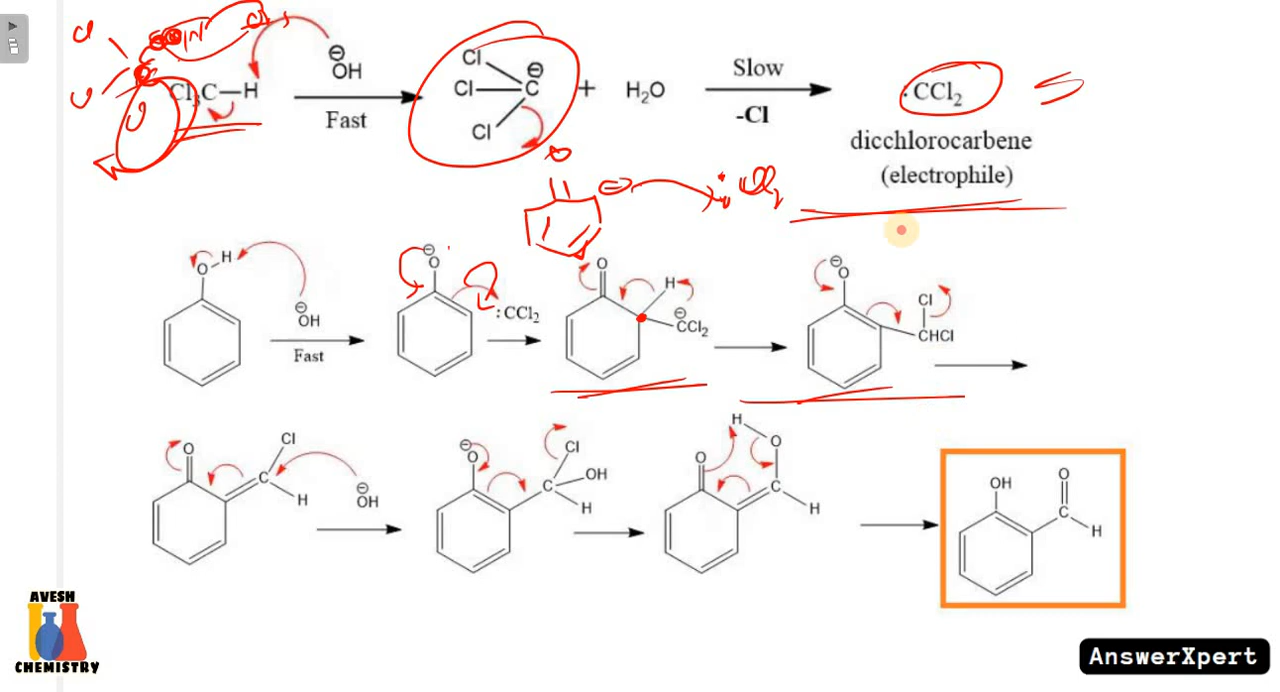 Cl₃C—H
⊖
OH
Fast
Cl
Cl
Cl
⊖
C
+
H₂O
Slow
-Cl
:CCl₂
dicchlorocarbene
(electrophile)
O
H
⊖
OH
Fast
⊖
O
:CCl₂
O
H
⊖
CCl₂
⊖
O
Cl
CHCl
O
Cl
C
H
⊖
OH
⊖
O
Cl
C
OH
H
O
H
O
C
H
OH
O
C
H
AVESH
CHEMISTRY
AnswerXpert